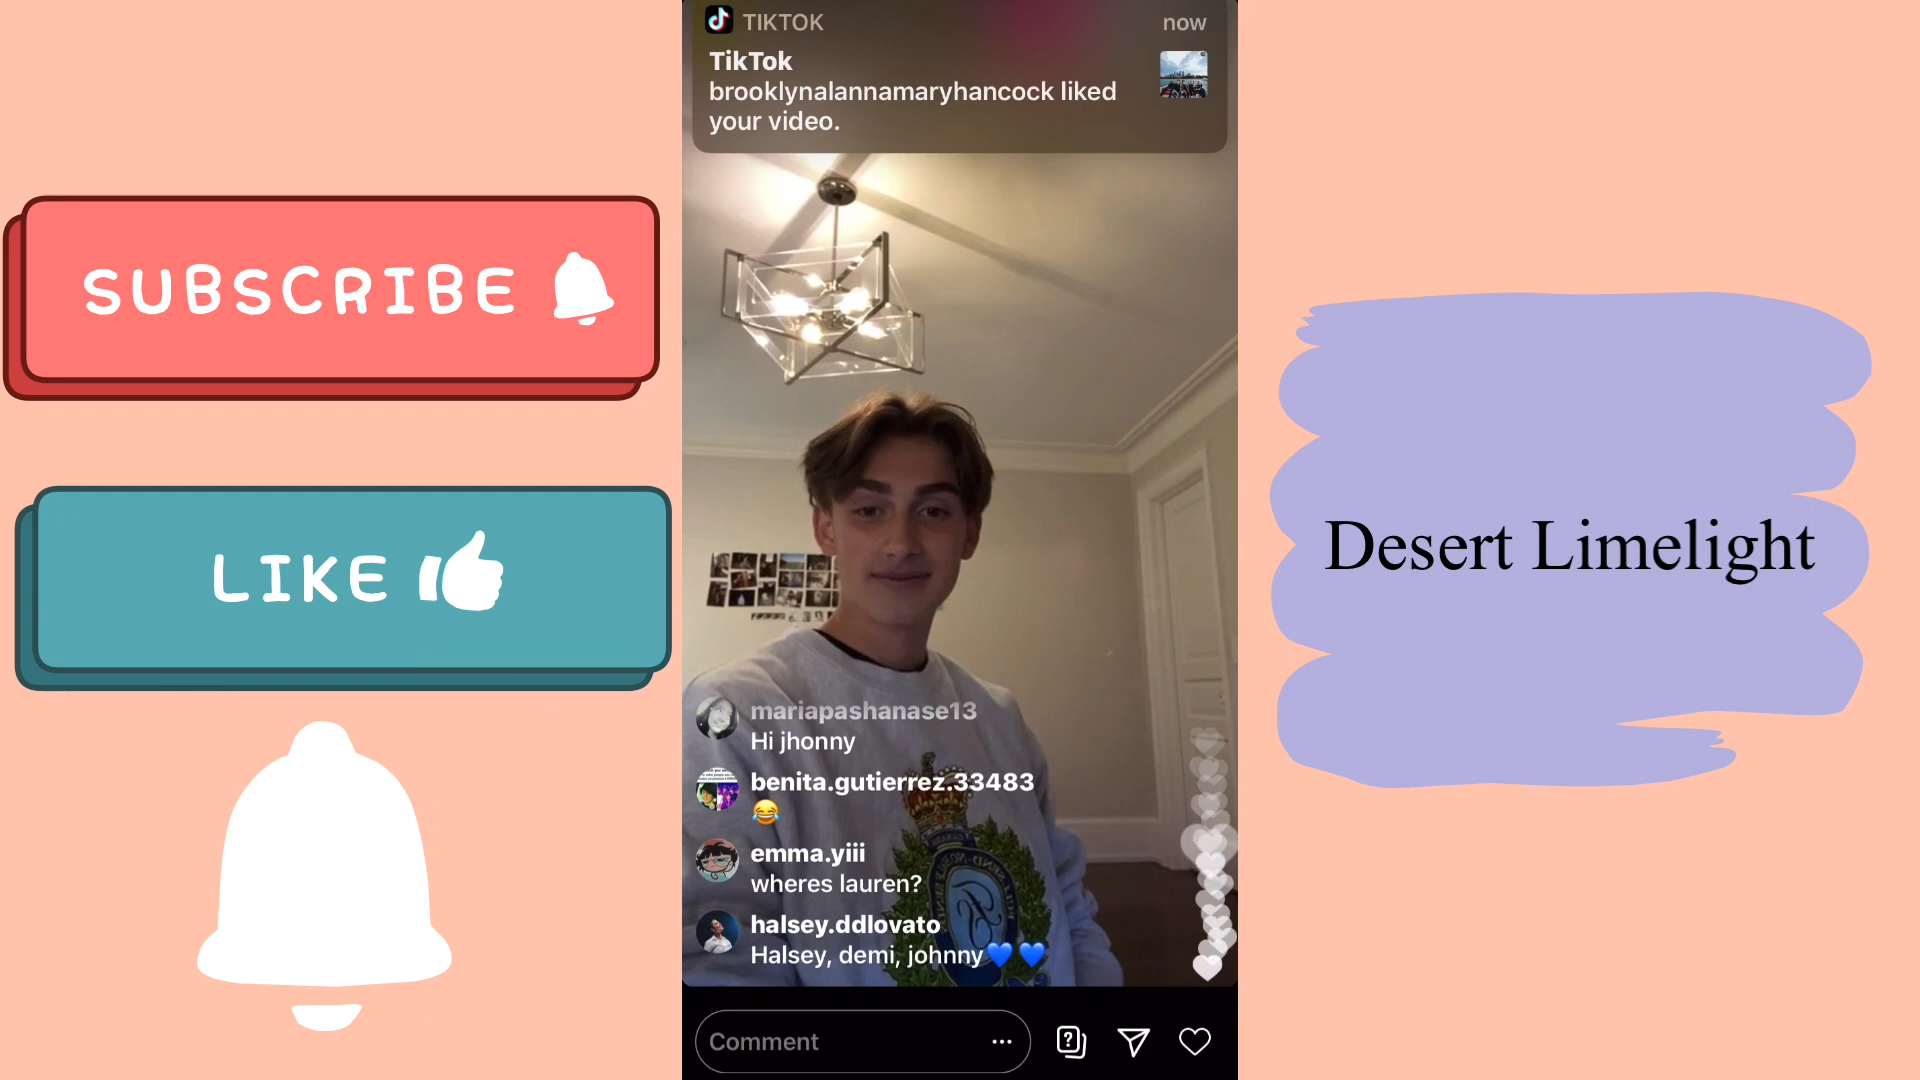 SUBSCRIBE
LIKE
TIKTOK
now
TikTok
brooklynalannamaryhancock liked
your video.
mariapashanase13
Hi jhonny
benita.gutierrez.33483
😂
emma.yiii
wheres lauren?
halsey.ddlovato
Halsey, demi, johnny💙💙
Comment
Desert Limelight